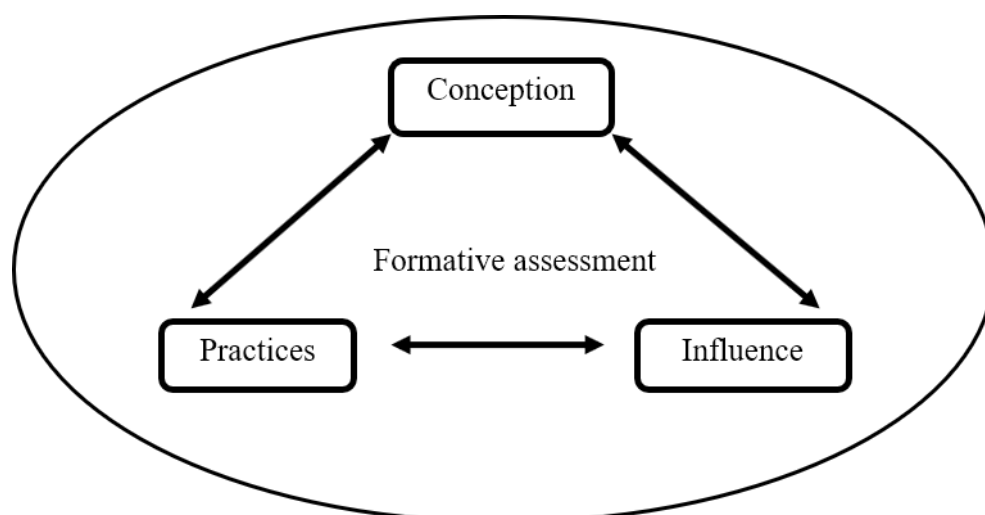 Conception
Formative assessment
Practices
Influence